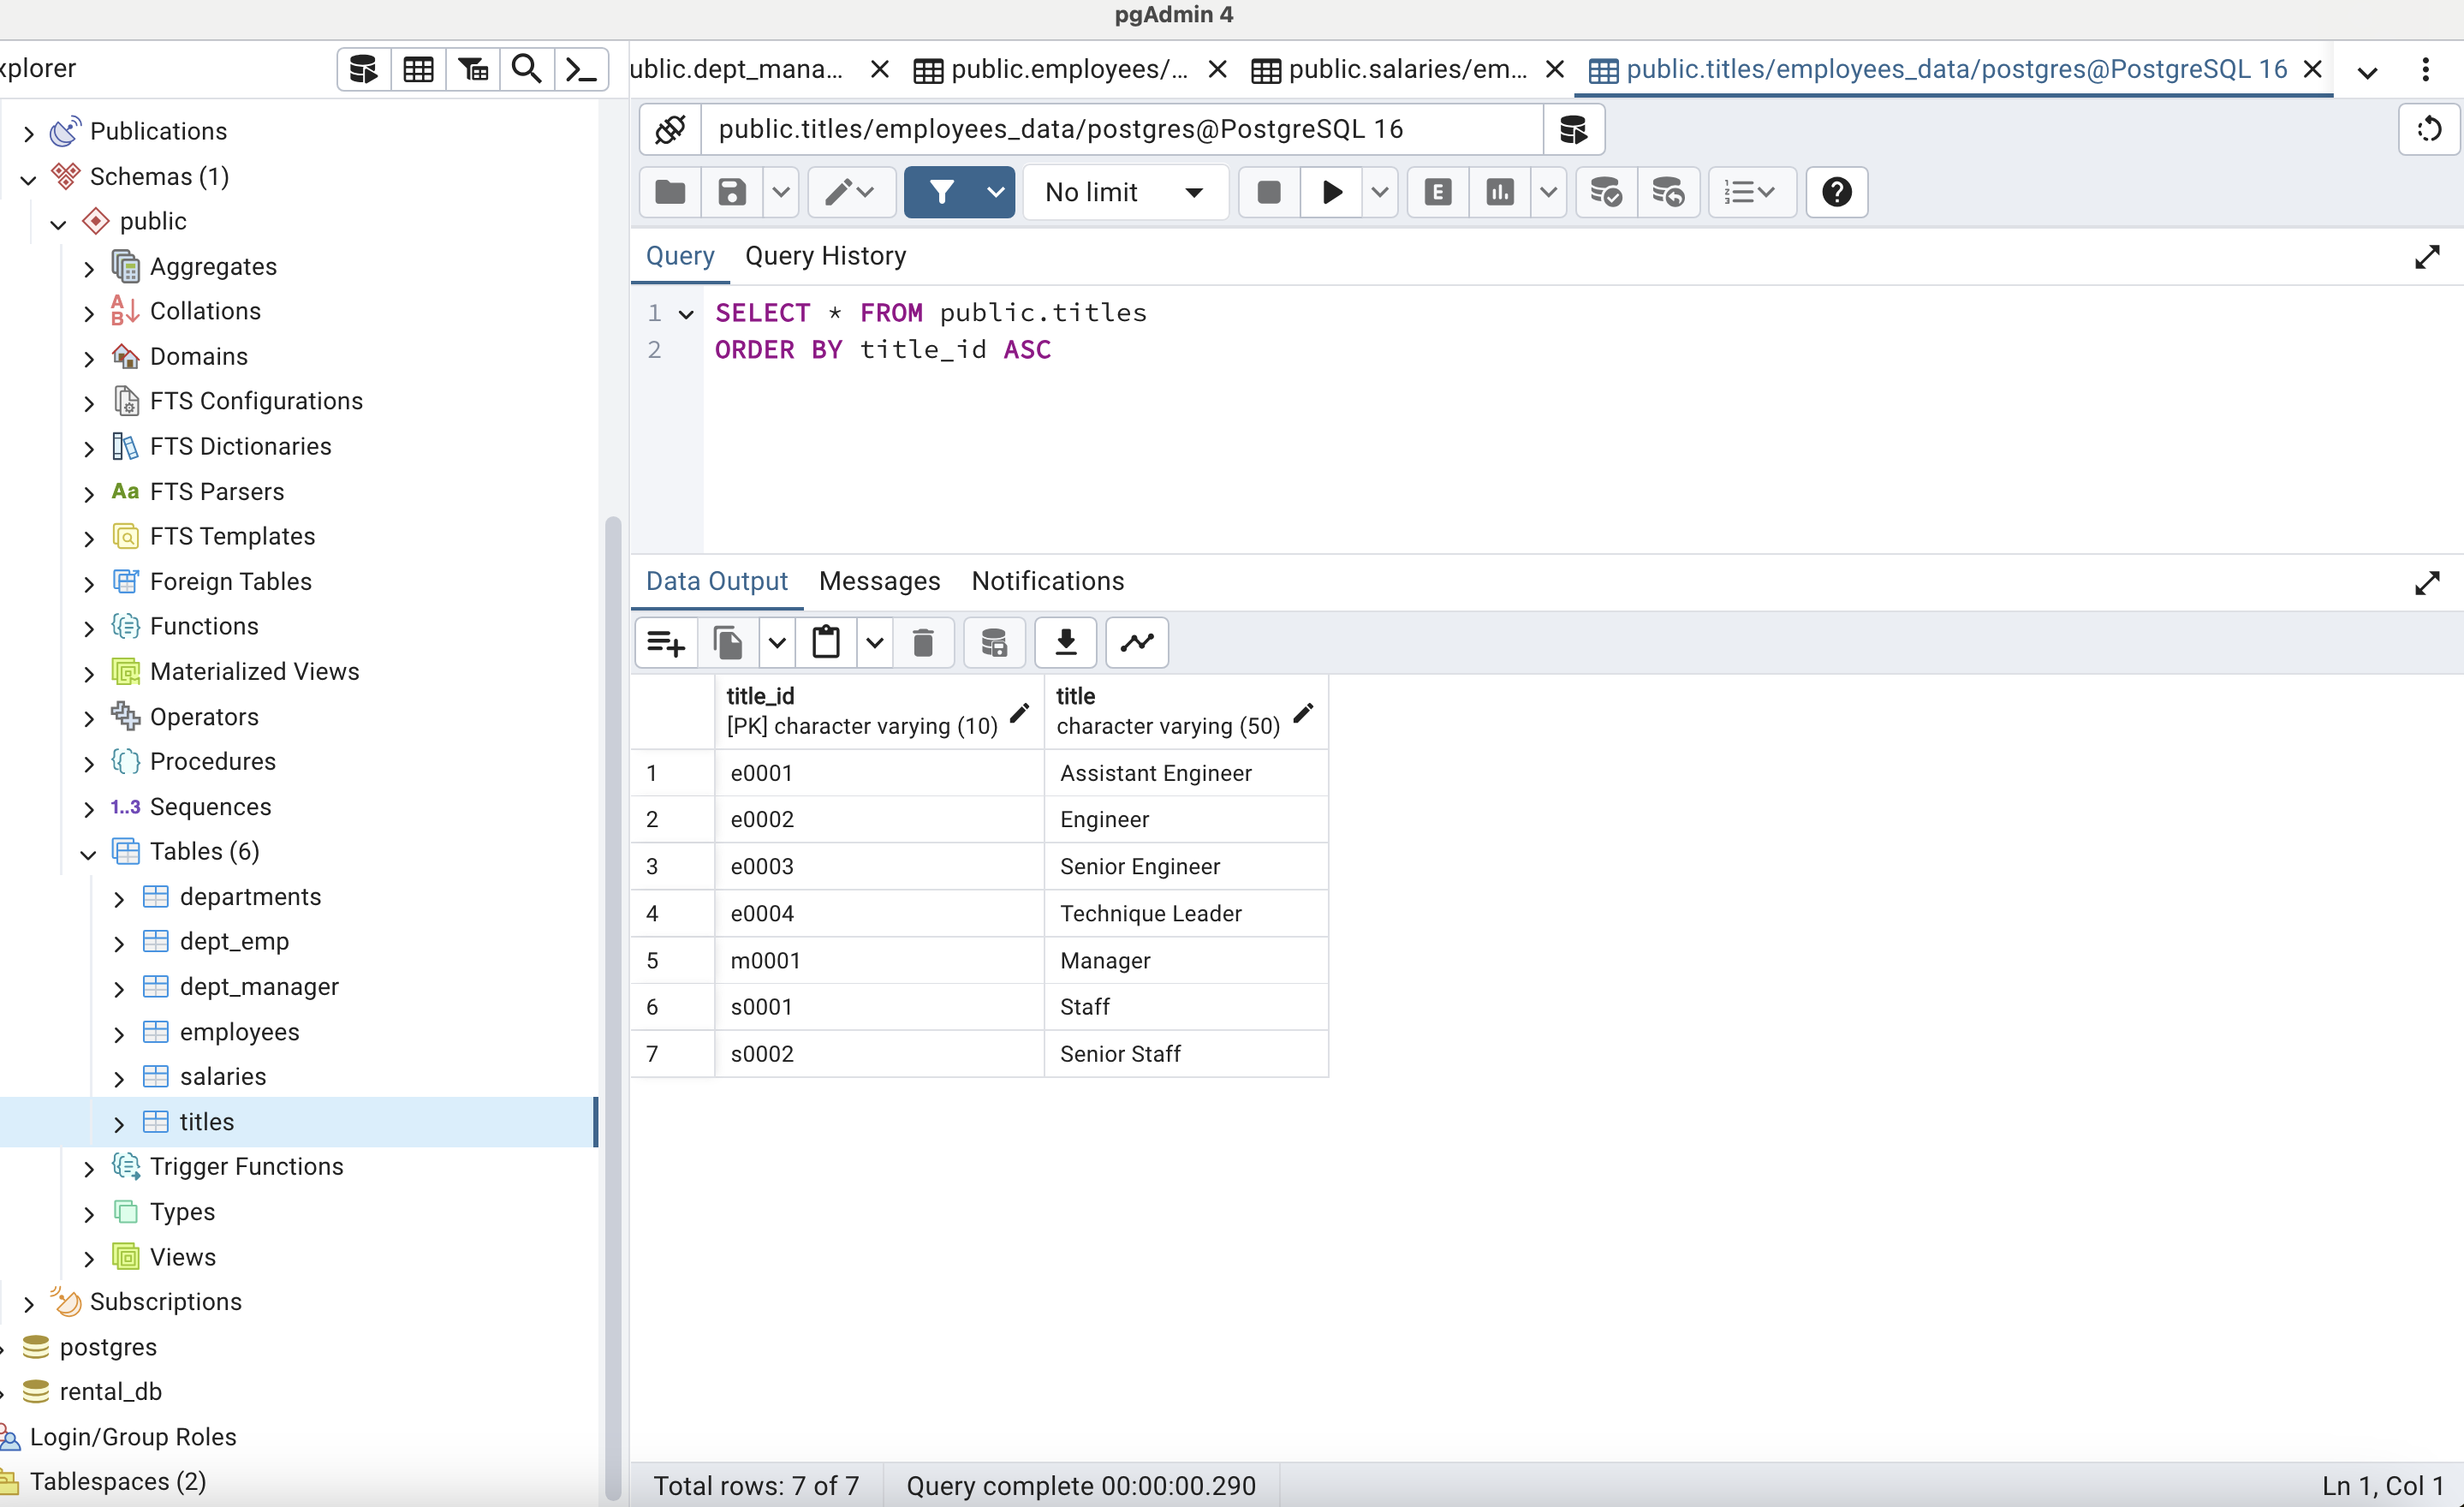 pgAdmin 4
xplorer
ublic.dept_mana...
public.employees/...
public.salaries/em...
public.titles/employees_data/postgres@PostgreSQL 16
public.titles/employees_data/postgres@PostgreSQL 16
No limit
E
Query
Query History
1 SELECT * FROM public.titles
2 ORDER BY title_id ASC
Publications
Schemas (1)
public
Aggregates
Collations
Domains
FTS Configurations
FTS Dictionaries
Aa FTS Parsers
FTS Templates
Foreign Tables
Functions
Materialized Views
Operators
Procedures
1..3 Sequences
Tables (6)
departments
dept_emp
dept_manager
employees
salaries
titles
Trigger Functions
Types
Views
Subscriptions
postgres
rental_db
Login/Group Roles
Tablespaces (2)
Data Output
Messages
Notifications
title_id
[PK] character varying (10)
title
character varying (50)
1 e0001 Assistant Engineer
2 e0002 Engineer
3 e0003 Senior Engineer
4 e0004 Technique Leader
5 m0001 Manager
6 s0001 Staff
7 s0002 Senior Staff
Total rows: 7 of 7
Query complete 00:00:00.290
Ln 1, Col 1